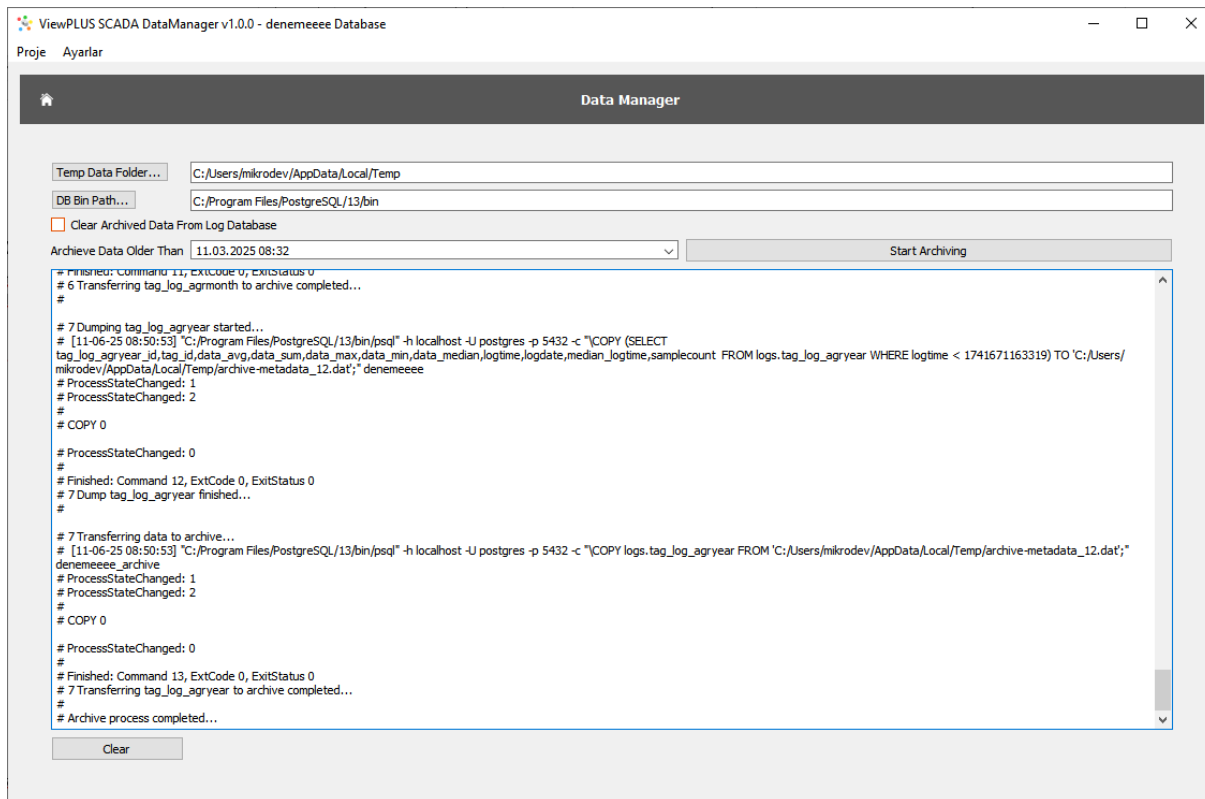 ViewPLUS SCADA DataManager v1.0.0 - denemeeee Database
Proje Ayarlar
Data Manager
Temp Data Folder... C:/Users/mikrodev/AppData/Local/Temp
DB Bin Path... C:/Program Files/PostgreSQL/13/bin
Clear Archived Data From Log Database
Archieve Data Older Than 11.03.2025 08:32 Start Archiving
# Finished: Command 11, ExtCode 0, ExitStatus 0
# 6 Transferring tag_log_agrmonth to archive completed...
#
# 7 Dumping tag_log_agryear started...
# [11-06-25 08:50:53] "C:/Program Files/PostgreSQL/13/bin/psql" -h localhost -U postgres -p 5432 -c "\COPY (SELECT
tag_log_agryear_id,tag_id,data_avg,data_sum,data_max,data_min,data_median,logtime,logdate,median_logtime,samplecount FROM logs.tag_log_agryear WHERE logtime < 1741671163319) TO 'C:/Users/
mikrodev/AppData/Local/Temp/archive-metadata_12.dat';" denemeeee
# ProcessStateChanged: 1
# ProcessStateChanged: 2
#
# COPY 0
# ProcessStateChanged: 0
#
# Finished: Command 12, ExtCode 0, ExitStatus 0
# 7 Dump tag_log_agryear finished...
#
# 7 Transferring data to archive...
# [11-06-25 08:50:53] "C:/Program Files/PostgreSQL/13/bin/psql" -h localhost -U postgres -p 5432 -c "\COPY logs.tag_log_agryear FROM 'C:/Users/mikrodev/AppData/Local/Temp/archive-metadata_12.dat';"
denemeeee_archive
# ProcessStateChanged: 1
# ProcessStateChanged: 2
#
# COPY 0
# ProcessStateChanged: 0
#
# Finished: Command 13, ExtCode 0, ExitStatus 0
# 7 Transferring tag_log_agryear to archive completed...
#
# Archive process completed...
Clear